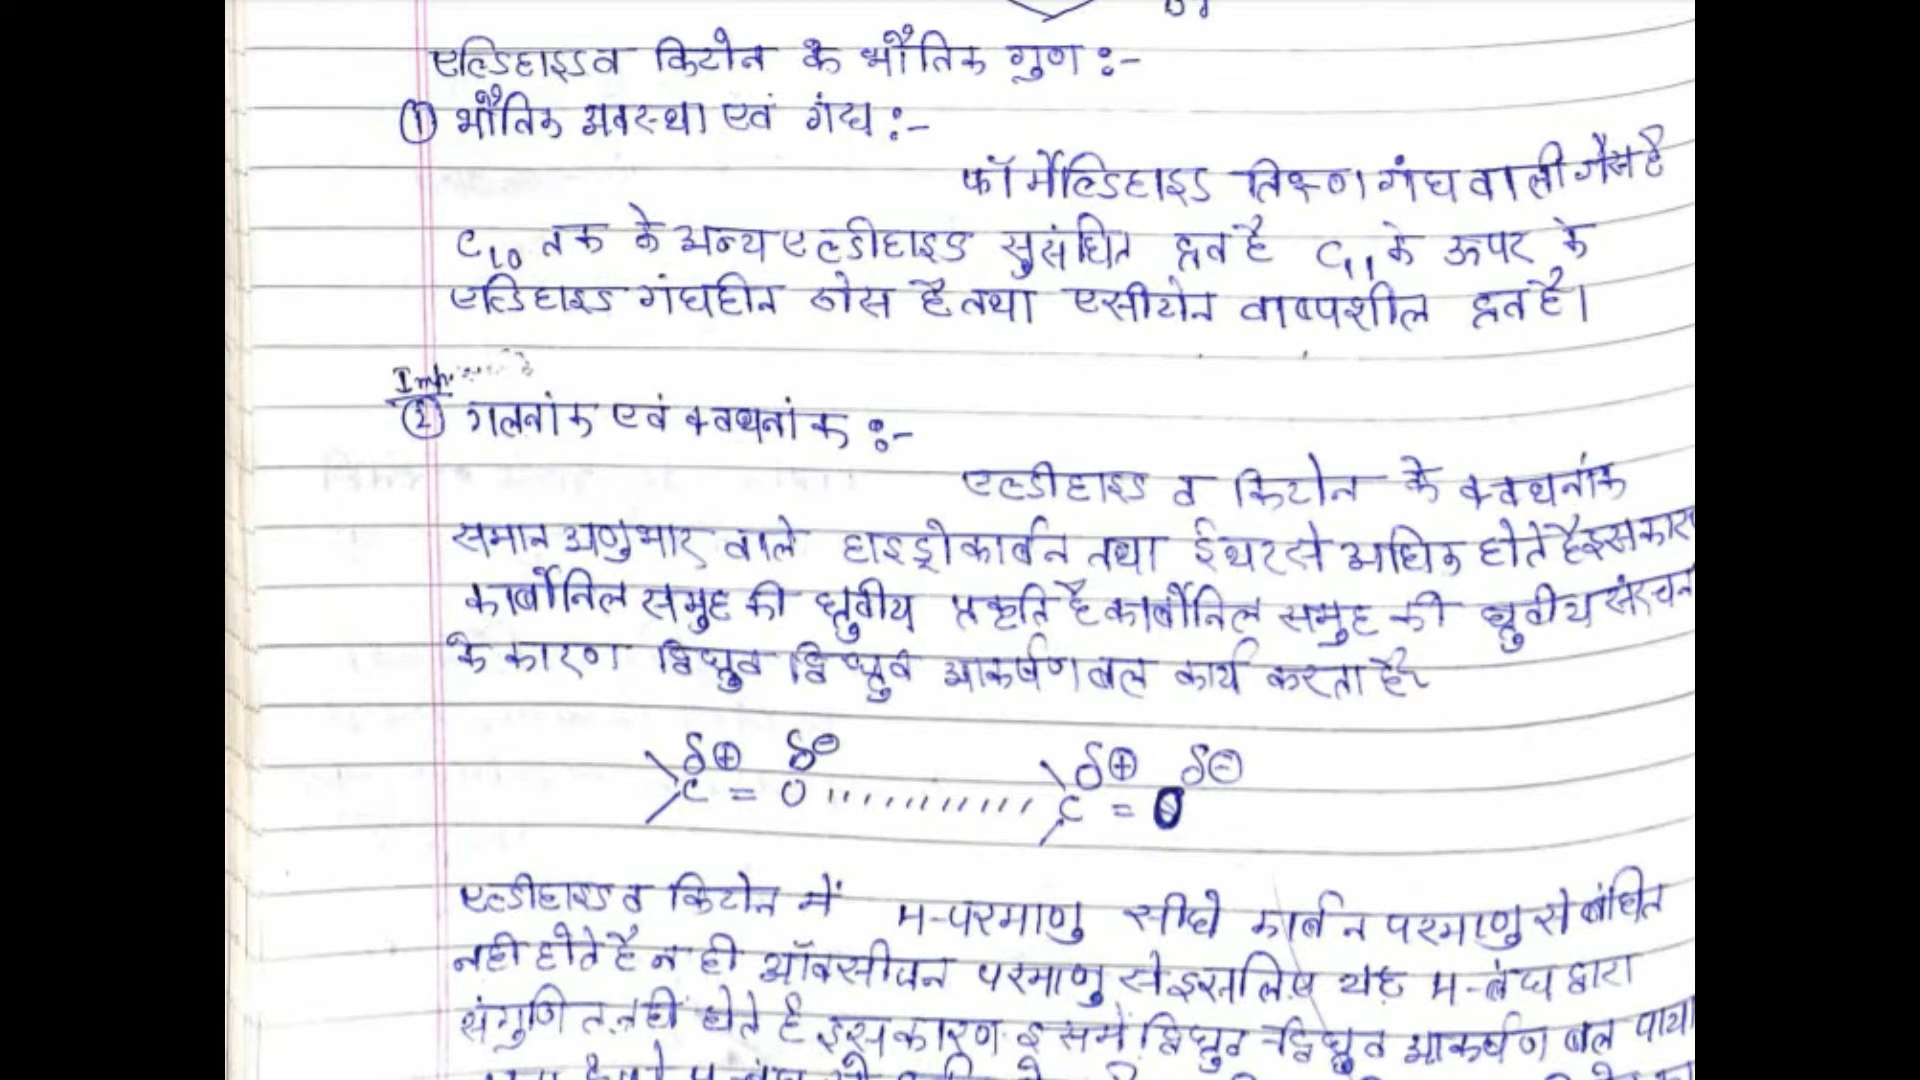 एल्डिहाइड व किटोन के भौतिक गुण :-
① भौतिक अवस्था एवं गंध :-
फॉर्मेल्डिहाइड तिक्ष्ण गंध वाली गैस है
C10 तक के अन्य एल्डीहाइड सुसंधित द्रव है C11 के ऊपर के
एल्डिहाइड गंधहीन ठोस है तथा एसीटोन वाष्पशील द्रव है।
Imp
② गलनांक एवं क्वथनांक :-
एल्डीहाइड व किटोन के क्वथनांक
समान अणुभार वाले हाइड्रोकार्बन तथा ईथर से अधिक होते है इस कार
कार्बोनिल समुह की ध्रुवीय प्रकृति है कार्बोनिल समुह की ध्रुवीय संरचन
के कारण द्विध्रुव द्विध्रुव आकर्षण बल कार्य करता है
δ⊕ δ⊖ δ⊕ δ⊖
C = O ........... C = O
एल्डीहाइड व किटोन में H-परमाणु सीधे कार्बन परमाणु से बंधित
नही होते है न ही ऑक्सीजन परमाणु से इसलिए यह H-बंध द्वारा
संगुणित नही होते है इस कारण इसमें द्विध्रुव-द्विध्रुव आकर्षण बल पाया